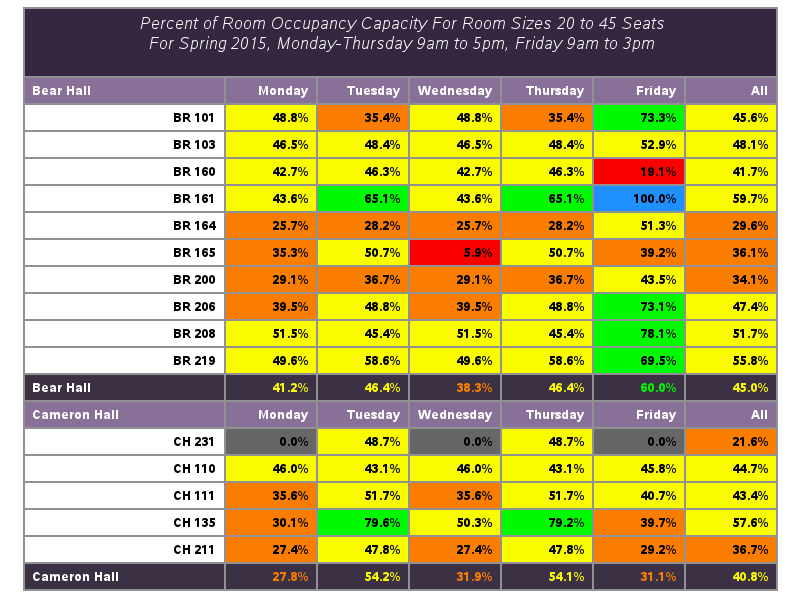 Percent of Room Occupancy Capacity For Room Sizes 20 to 45 Seats
For Spring 2015, Monday-Thursday 9am to 5pm, Friday 9am to 3pm
Bear Hall Monday Tuesday Wednesday Thursday Friday All
BR 101 48.8% 35.4% 48.8% 35.4% 73.3% 45.6%
BR 103 46.5% 48.4% 46.5% 48.4% 52.9% 48.1%
BR 160 42.7% 46.3% 42.7% 46.3% 19.1% 41.7%
BR 161 43.6% 65.1% 43.6% 65.1% 100.0% 59.7%
BR 164 25.7% 28.2% 25.7% 28.2% 51.3% 29.6%
BR 165 35.3% 50.7% 5.9% 50.7% 39.2% 36.1%
BR 200 29.1% 36.7% 29.1% 36.7% 43.5% 34.1%
BR 206 39.5% 48.8% 39.5% 48.8% 73.1% 47.4%
BR 208 51.5% 45.4% 51.5% 45.4% 78.1% 51.7%
BR 219 49.6% 58.6% 49.6% 58.6% 69.5% 55.8%
Bear Hall 41.2% 46.4% 38.3% 46.4% 60.0% 45.0%
Cameron Hall Monday Tuesday Wednesday Thursday Friday All
CH 231 0.0% 48.7% 0.0% 48.7% 0.0% 21.6%
CH 110 46.0% 43.1% 46.0% 43.1% 45.8% 44.7%
CH 111 35.6% 51.7% 35.6% 51.7% 40.7% 43.4%
CH 135 30.1% 79.6% 50.3% 79.2% 39.7% 57.6%
CH 211 27.4% 47.8% 27.4% 47.8% 29.2% 36.7%
Cameron Hall 27.8% 54.2% 31.9% 54.1% 31.1% 40.8%